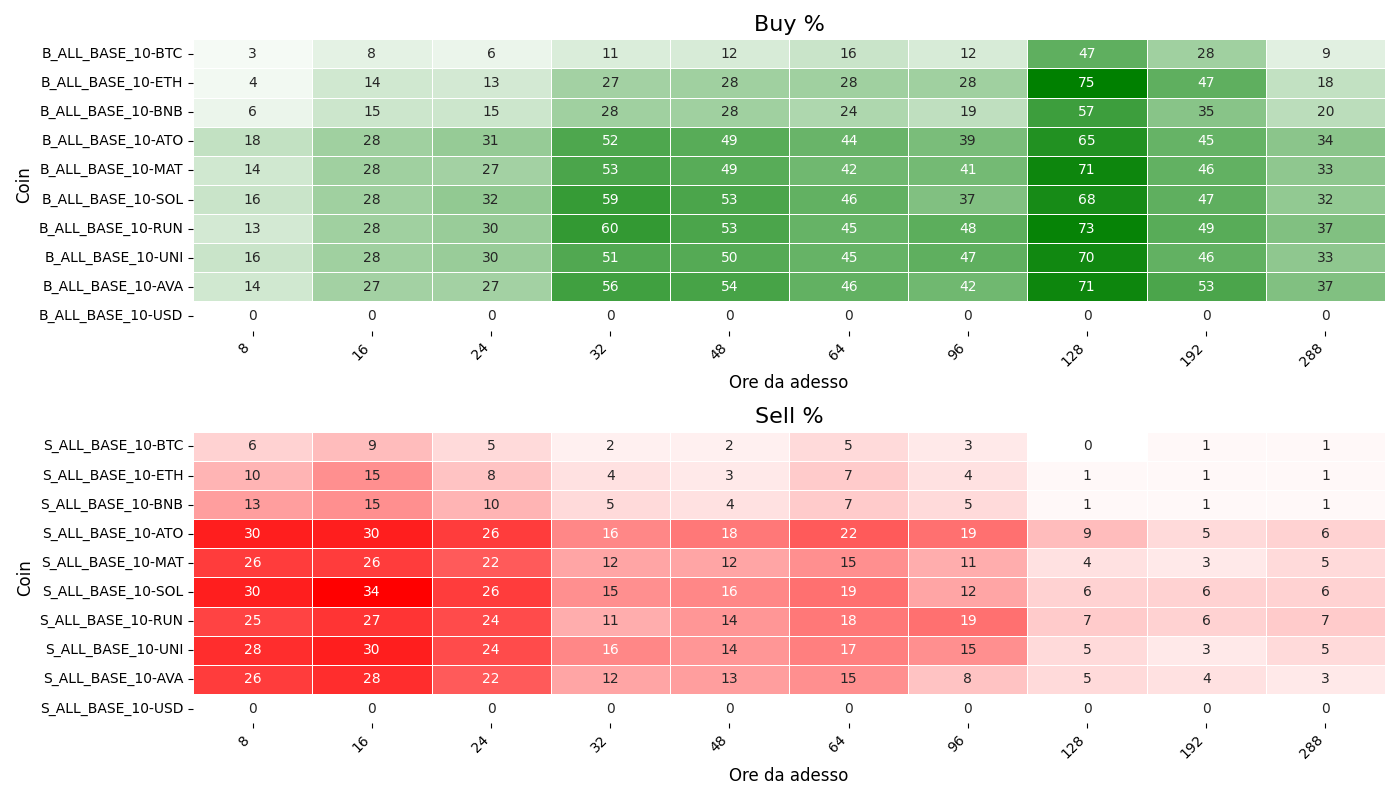 Buy %
Coin
B_ALL_BASE_10-BTC 3 8 6 11 12 16 12 47 28 9
B_ALL_BASE_10-ETH 4 14 13 27 28 28 28 75 47 18
B_ALL_BASE_10-BNB 6 15 15 28 28 24 19 57 35 20
B_ALL_BASE_10-ATO 18 28 31 52 49 44 39 65 45 34
B_ALL_BASE_10-MAT 14 28 27 53 49 42 41 71 46 33
B_ALL_BASE_10-SOL 16 28 32 59 53 46 37 68 47 32
B_ALL_BASE_10-RUN 13 28 30 60 53 45 48 73 49 37
B_ALL_BASE_10-UNI 16 28 30 51 50 45 47 70 46 33
B_ALL_BASE_10-AVA 14 27 27 56 54 46 42 71 53 37
B_ALL_BASE_10-USD 0 0 0 0 0 0 0 0 0 0
8 16 24 32 48 64 96 128 192 288
Ore da adesso
Sell %
Coin
S_ALL_BASE_10-BTC 6 9 5 2 2 5 3 0 1 1
S_ALL_BASE_10-ETH 10 15 8 4 3 7 4 1 1 1
S_ALL_BASE_10-BNB 13 15 10 5 4 7 5 1 1 1
S_ALL_BASE_10-ATO 30 30 26 16 18 22 19 9 5 6
S_ALL_BASE_10-MAT 26 26 22 12 12 15 11 4 3 5
S_ALL_BASE_10-SOL 30 34 26 15 16 19 12 6 6 6
S_ALL_BASE_10-RUN 25 27 24 11 14 18 19 7 6 7
S_ALL_BASE_10-UNI 28 30 24 16 14 17 15 5 3 5
S_ALL_BASE_10-AVA 26 28 22 12 13 15 8 5 4 3
S_ALL_BASE_10-USD 0 0 0 0 0 0 0 0 0 0
8 16 24 32 48 64 96 128 192 288
Ore da adesso